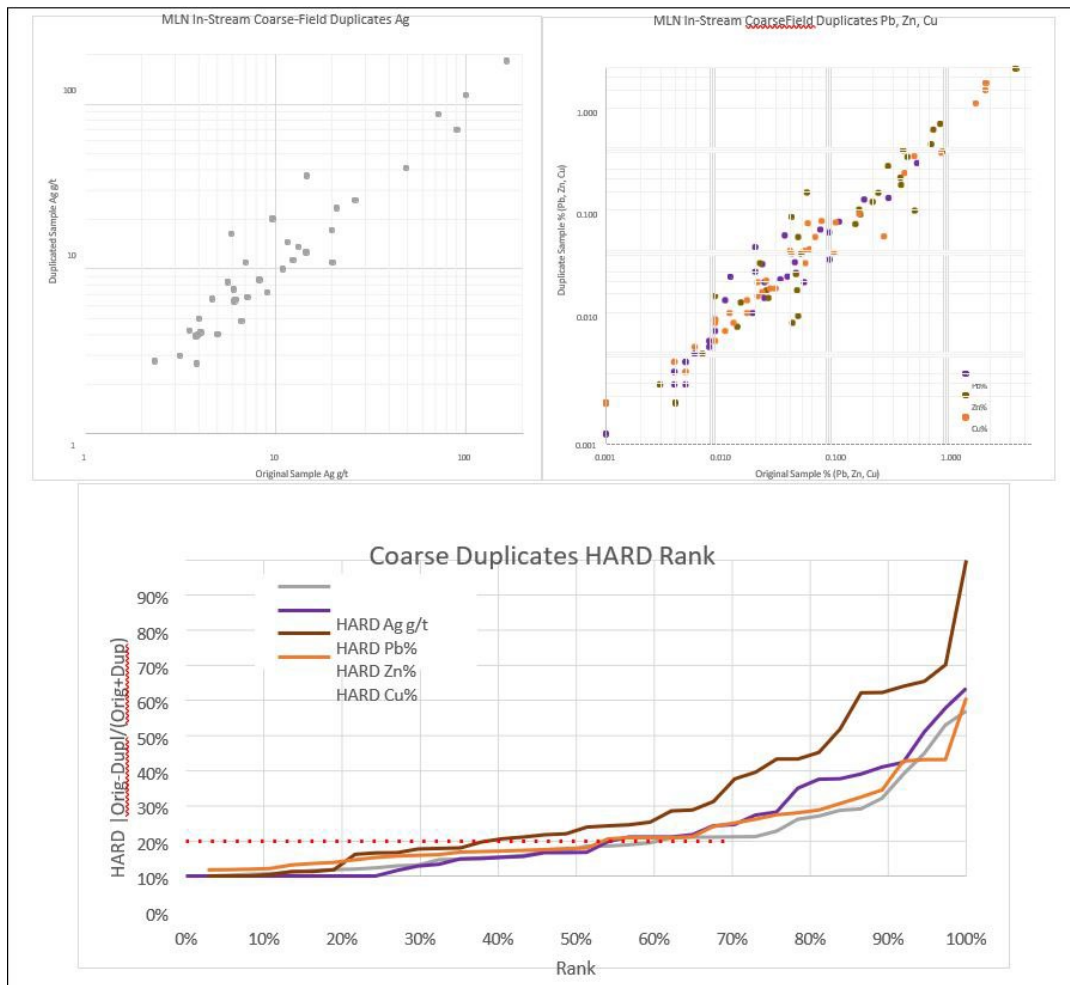 MLN In-Stream Coarse-Field Duplicates Ag
Duplicated Sample Ag g/t
100
10
1
1
10
100
Original Sample Ag g/t
MLN In-Stream CoarseField Duplicates Pb, Zn, Cu
Duplicate Sample % (Pb, Zn, Cu)
1.000
0.100
0.010
0.001
0.001
0.010
0.100
1.000
Original Sample % (Pb, Zn, Cu)
Pb%
Zn%
Cu%
Coarse Duplicates HARD Rank
HARD |Orig-Dup|/(Orig+Dup)
90%
80%
70%
60%
50%
40%
30%
20%
10%
0%
HARD Ag g/t
HARD Pb%
HARD Zn%
HARD Cu%
0%
10%
20%
30%
40%
50%
60%
70%
80%
90%
100%
Rank